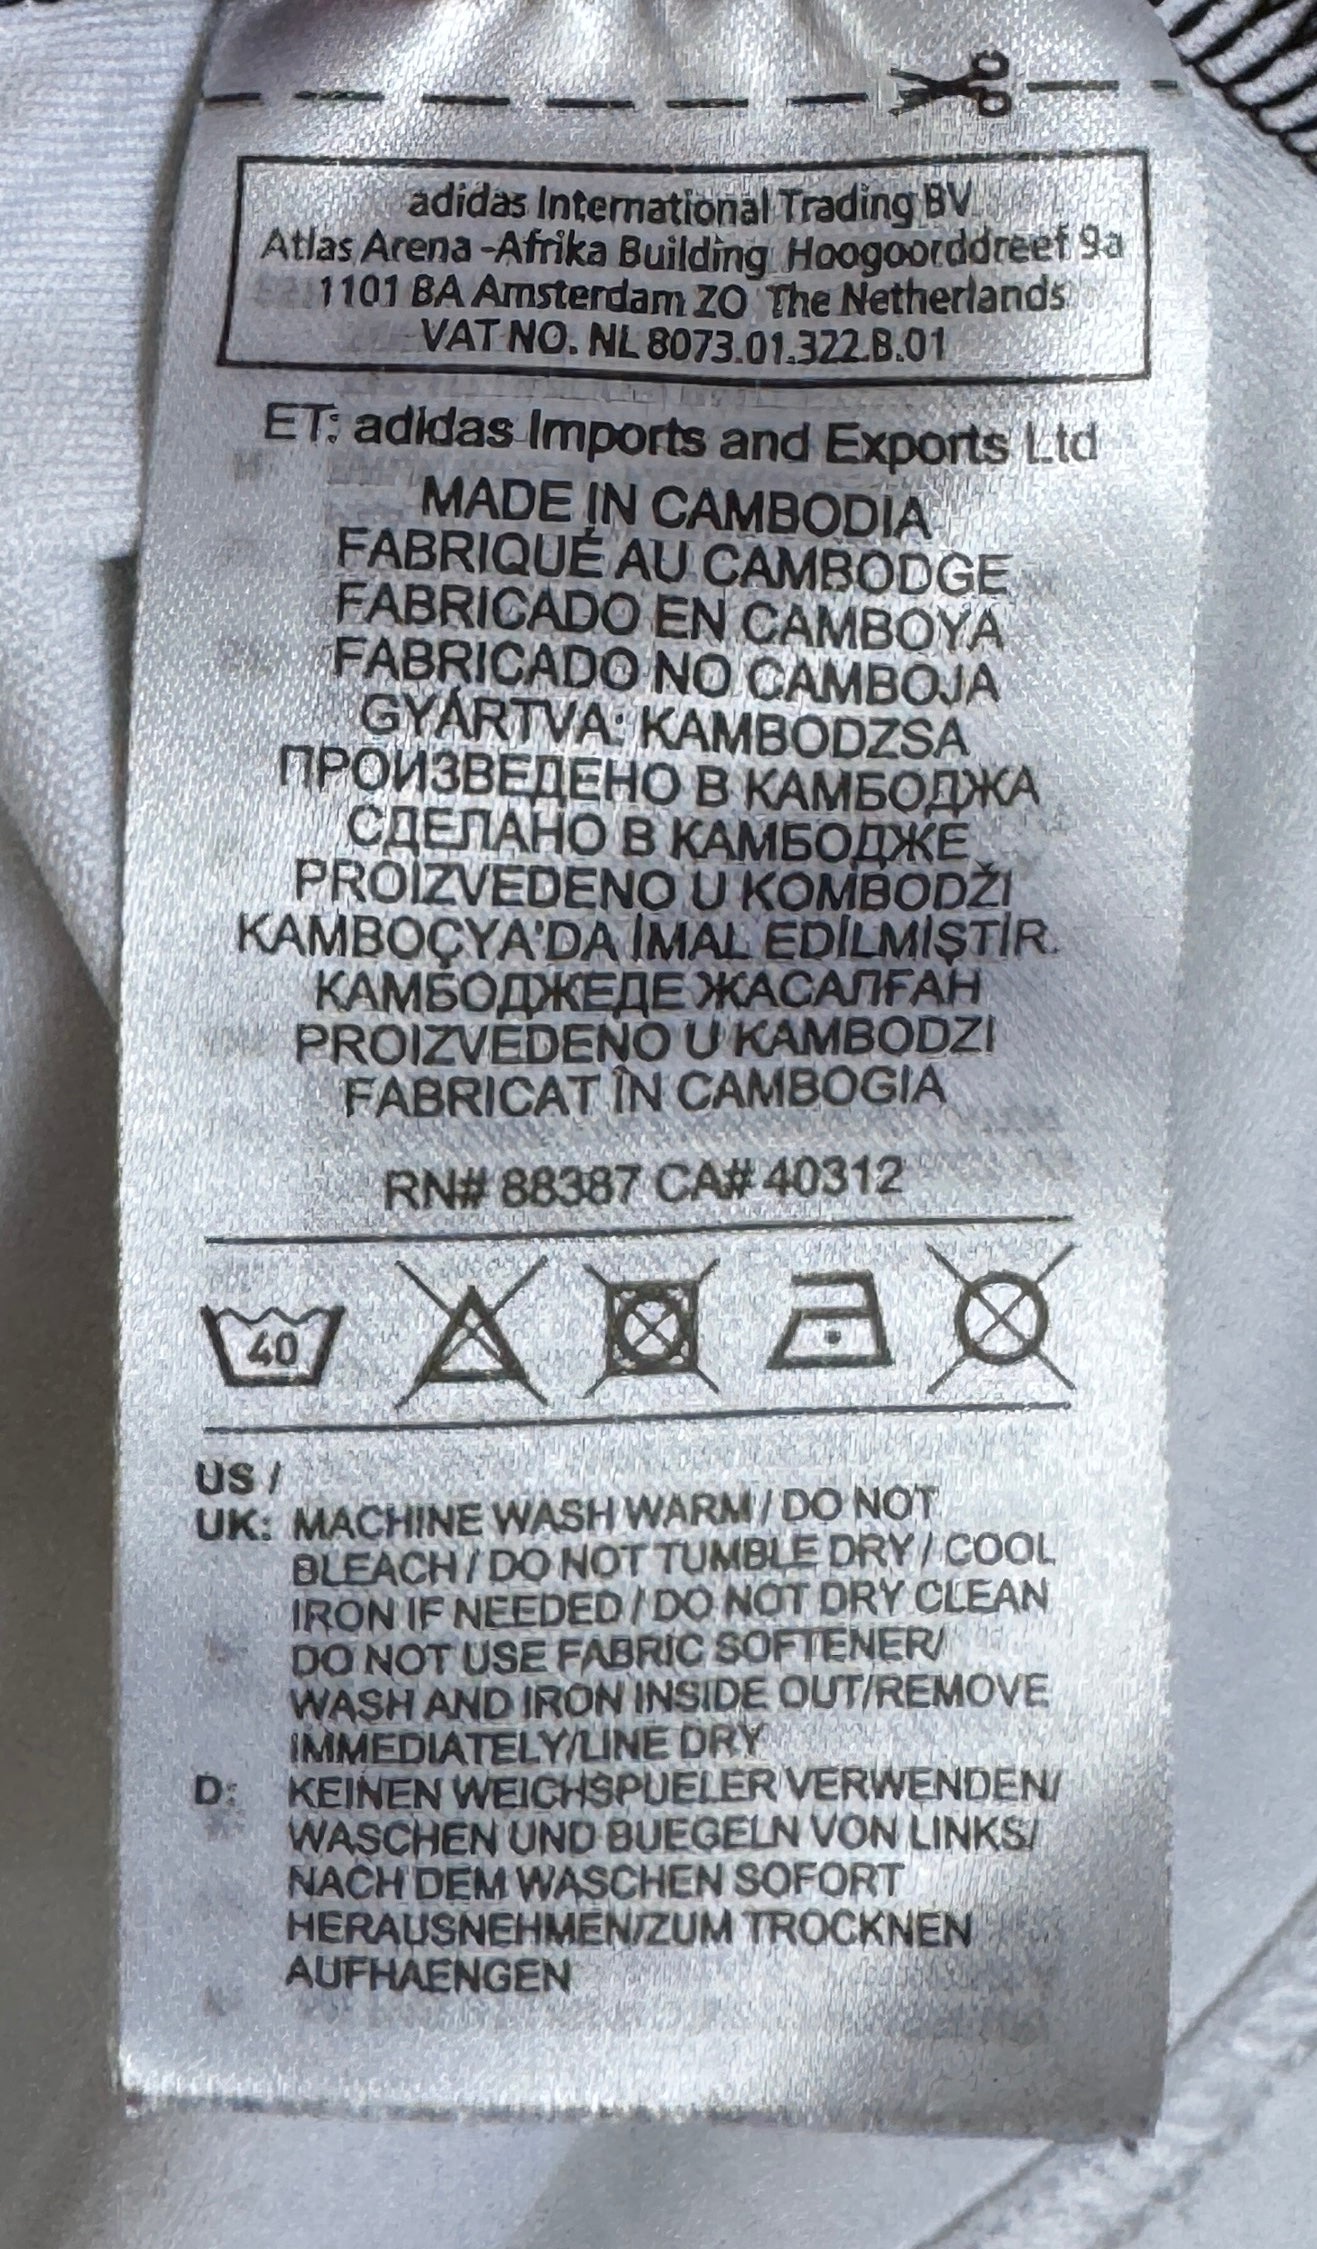 adidas International Trading BV
Atlas Arena -Afrika Building Hoogoorddreef 9a
1101 BA Amsterdam ZO The Netherlands
VAT NO. NL 8073.01.322.B.01
ET: adidas Imports and Exports Ltd
MADE IN CAMBODIA
FABRIQUÉ AU CAMBODGE
FABRICADO EN CAMBOYA
FABRICADO NO CAMBOJA
GYÁRTVA: KAMBODZSA
ПРОИЗВЕДЕНО В КАМБОДЖА
СДЕЛАНО В КАМБОДЖЕ
PROIZVEDENO U KOMBODŽI
KAMBOÇYA'DA İMAL EDİLMİŞTİR.
КАМБОДЖЕДЕ ЖАСАЛҒАН
PROIZVEDENO U KAMBODZI
FABRICAT ÎN CAMBOGIA
RN# 88387 CA# 40312
40
US /
UK: MACHINE WASH WARM / DO NOT
BLEACH / DO NOT TUMBLE DRY / COOL
IRON IF NEEDED / DO NOT DRY CLEAN
DO NOT USE FABRIC SOFTENER/
WASH AND IRON INSIDE OUT/REMOVE
IMMEDIATELY/LINE DRY
D: KEINEN WEICHSPUELER VERWENDEN/
WASCHEN UND BUEGELN VON LINKS/
NACH DEM WASCHEN SOFORT
HERAUSNEHMEN/ZUM TROCKNEN
AUFHAENGEN